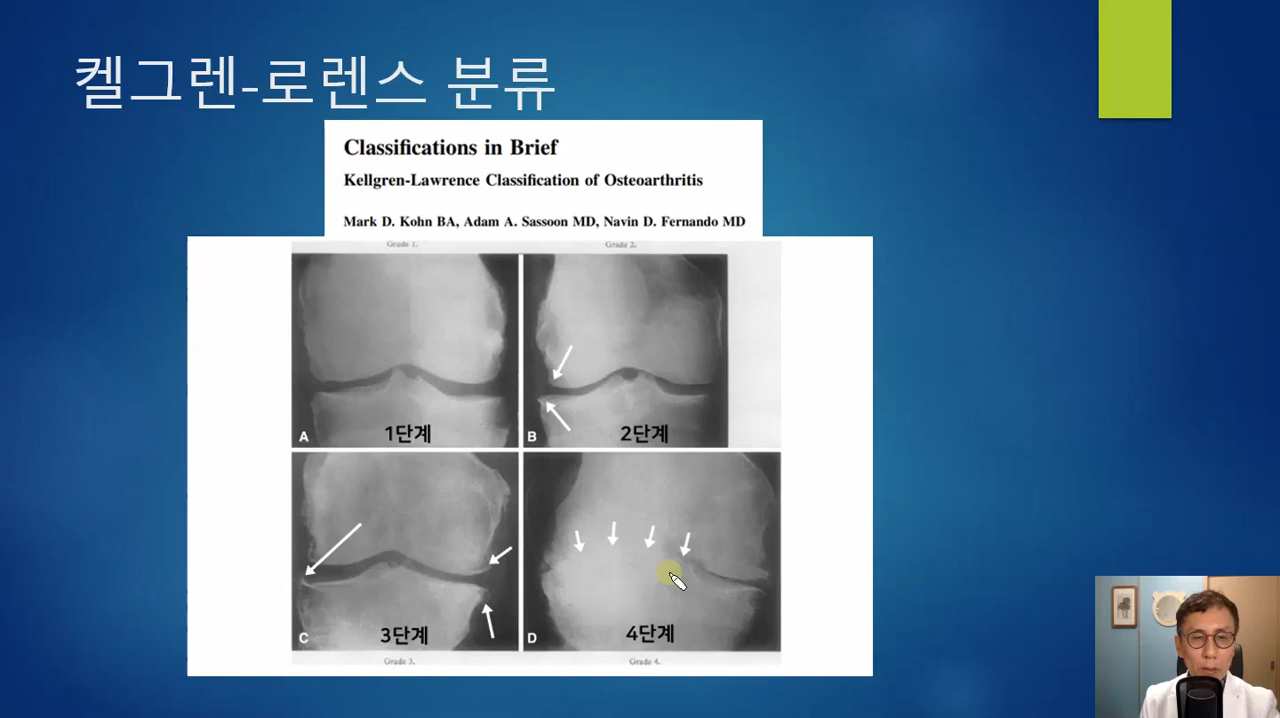 켈그렌-로렌스 분류
Classifications in Brief
Kellgren-Lawrence Classification of Osteoarthritis
Mark D. Kohn BA, Adam A. Sassoon MD, Navin D. Fernando MD
Grade 1.
Grade 2.
A
1단계
B
2단계
C
3단계
D
4단계
Grade 3.
Grade 4.